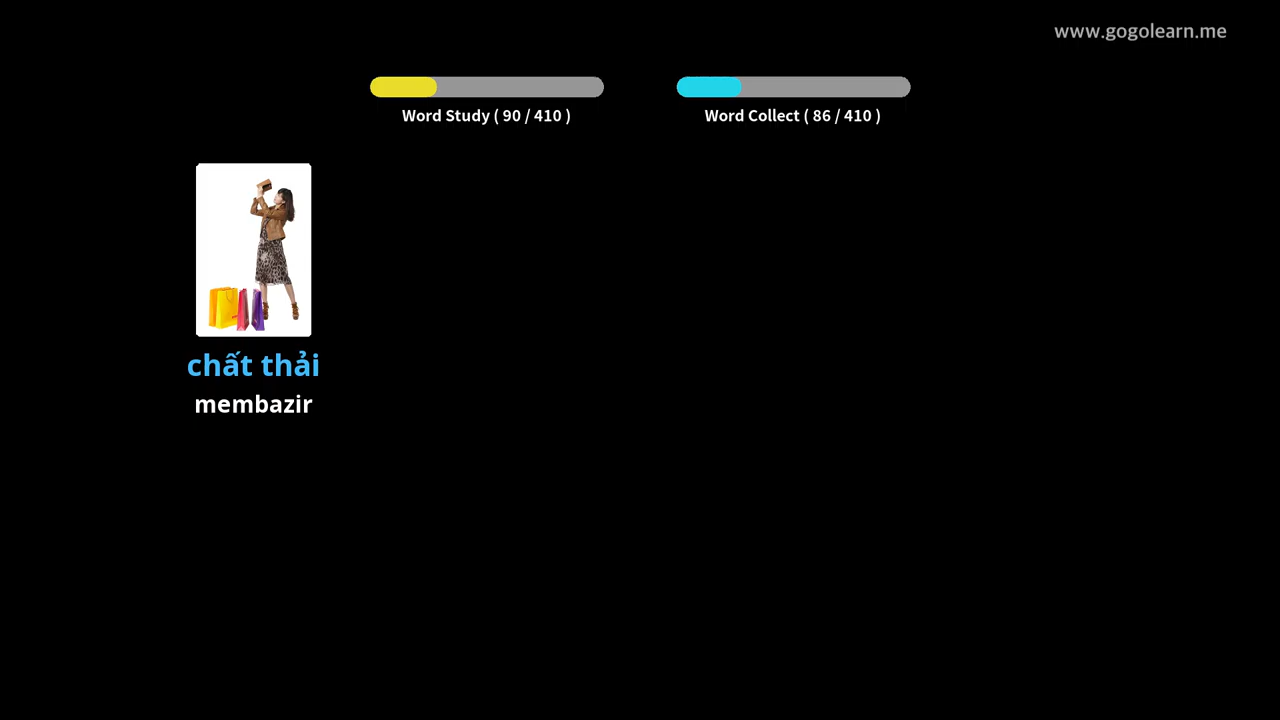 www.gogolearn.me
Word Study ( 90 / 410 )
Word Collect ( 86 / 410 )
chất thải
membazir